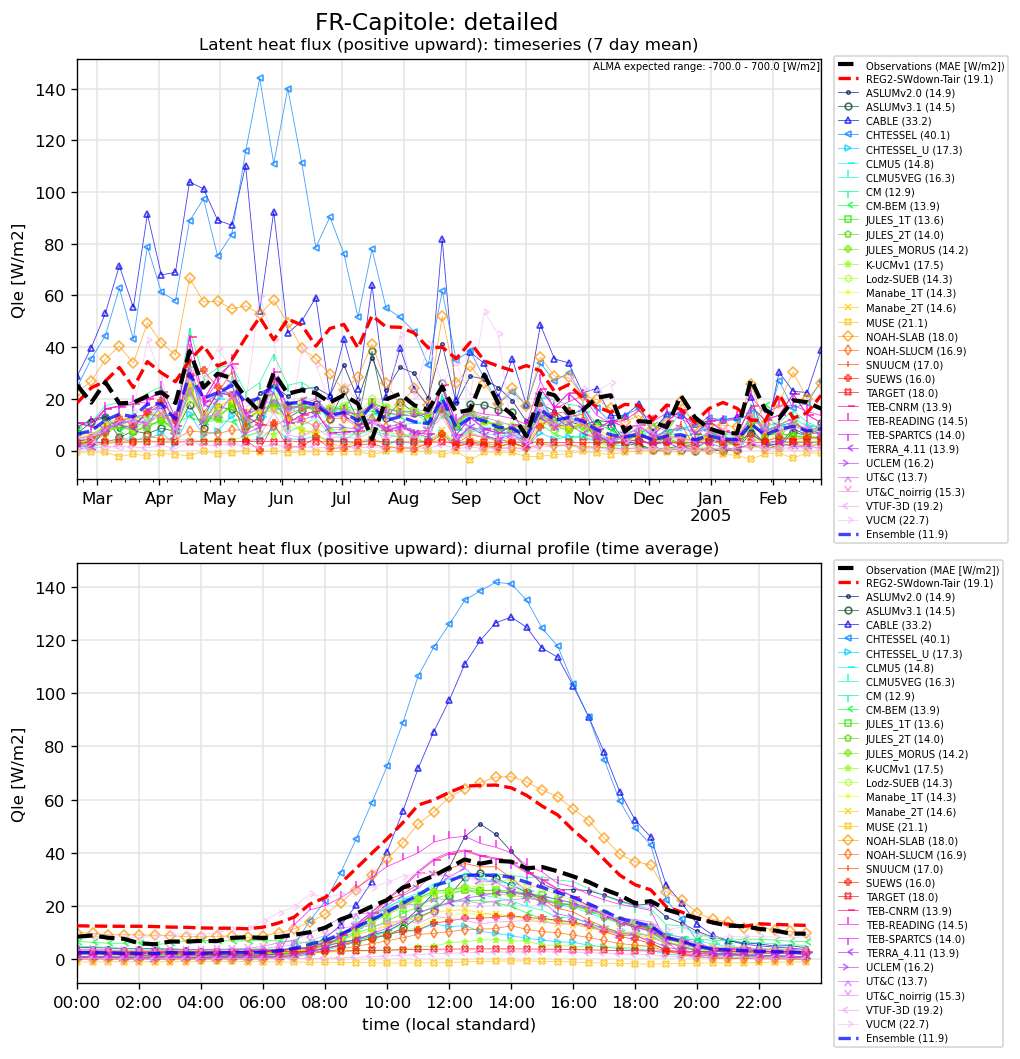 FR-Capitole: detailed
Latent heat flux (positive upward): timeseries (7 day mean)
ALMA expected range: -700.0 - 700.0 [W/m2]
Qle [W/m2]
140
120
100
80
60
40
20
0
Mar Apr May Jun Jul Aug Sep Oct Nov Dec Jan Feb
2005
Observations (MAE [W/m2])
REG2-SWdown-Tair (19.1)
ASLUMv2.0 (14.9)
ASLUMv3.1 (14.5)
CABLE (33.2)
CHTESSEL (40.1)
CHTESSEL_U (17.3)
CLMU5 (14.8)
CLMU5VEG (16.3)
CM (12.9)
CM-BEM (13.9)
JULES_1T (13.6)
JULES_2T (14.0)
JULES_MORUS (14.2)
K-UCMv1 (17.5)
Lodz-SUEB (14.3)
Manabe_1T (14.3)
Manabe_2T (14.6)
MUSE (21.1)
NOAH-SLAB (18.0)
NOAH-SLUCM (16.9)
SNUUCM (17.0)
SUEWS (16.0)
TARGET (18.0)
TEB-CNRM (13.9)
TEB-READING (14.5)
TEB-SPARTCS (14.0)
TERRA_4.11 (13.9)
UCLEM (16.2)
UT&C (13.7)
UT&C_noirrig (15.3)
VTUF-3D (19.2)
VUCM (22.7)
Ensemble (11.9)
Latent heat flux (positive upward): diurnal profile (time average)
Qle [W/m2]
140
120
100
80
60
40
20
0
00:00 02:00 04:00 06:00 08:00 10:00 12:00 14:00 16:00 18:00 20:00 22:00
time (local standard)
Observation (MAE [W/m2])
REG2-SWdown-Tair (19.1)
ASLUMv2.0 (14.9)
ASLUMv3.1 (14.5)
CABLE (33.2)
CHTESSEL (40.1)
CHTESSEL_U (17.3)
CLMU5 (14.8)
CLMU5VEG (16.3)
CM (12.9)
CM-BEM (13.9)
JULES_1T (13.6)
JULES_2T (14.0)
JULES_MORUS (14.2)
K-UCMv1 (17.5)
Lodz-SUEB (14.3)
Manabe_1T (14.3)
Manabe_2T (14.6)
MUSE (21.1)
NOAH-SLAB (18.0)
NOAH-SLUCM (16.9)
SNUUCM (17.0)
SUEWS (16.0)
TARGET (18.0)
TEB-CNRM (13.9)
TEB-READING (14.5)
TEB-SPARTCS (14.0)
TERRA_4.11 (13.9)
UCLEM (16.2)
UT&C (13.7)
UT&C_noirrig (15.3)
VTUF-3D (19.2)
VUCM (22.7)
Ensemble (11.9)